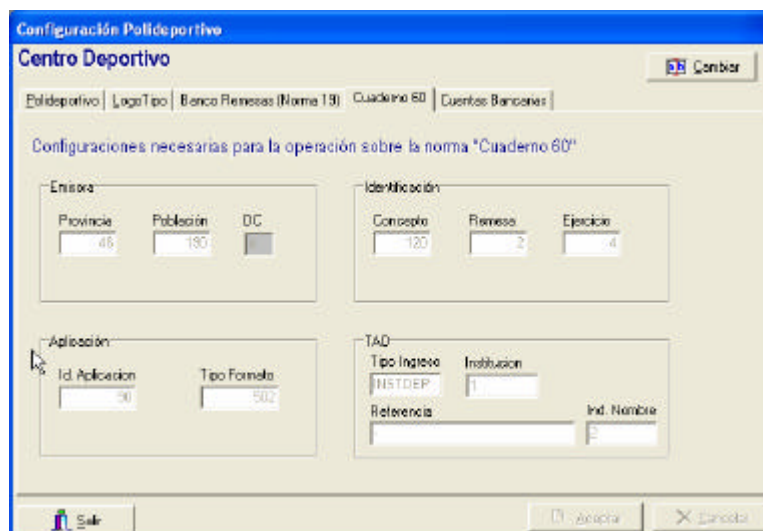 Configuración Polideportivo
Centro Deportivo
Cambiar
Polideportivo LogoTipo Banco Remesas (Norma 19) Cuaderno 60 Cuentas Bancarias
Configuraciones necesarias para la operación sobre la norma "Cuaderno 60"
Emisora
Provincia Población DC
46 190
Identificación
Concepto Remesa Ejercicio
120 2 4
Aplicación
Id. Aplicacion Tipo Formato
90 502
TAO
Tipo Ingreso Institucion
INSTDEP 1
Referencia Ind. Nombre
2
Salir Aceptar Cancelar